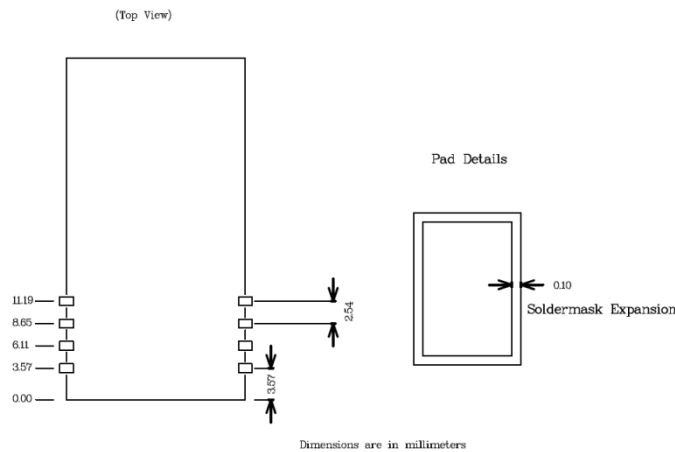 (Top View)
Pad Details
0.10
Soldermask Expansion
11.19
8.65
6.11
3.57
0.00
2.54
3.57
Dimensions are in millimeters